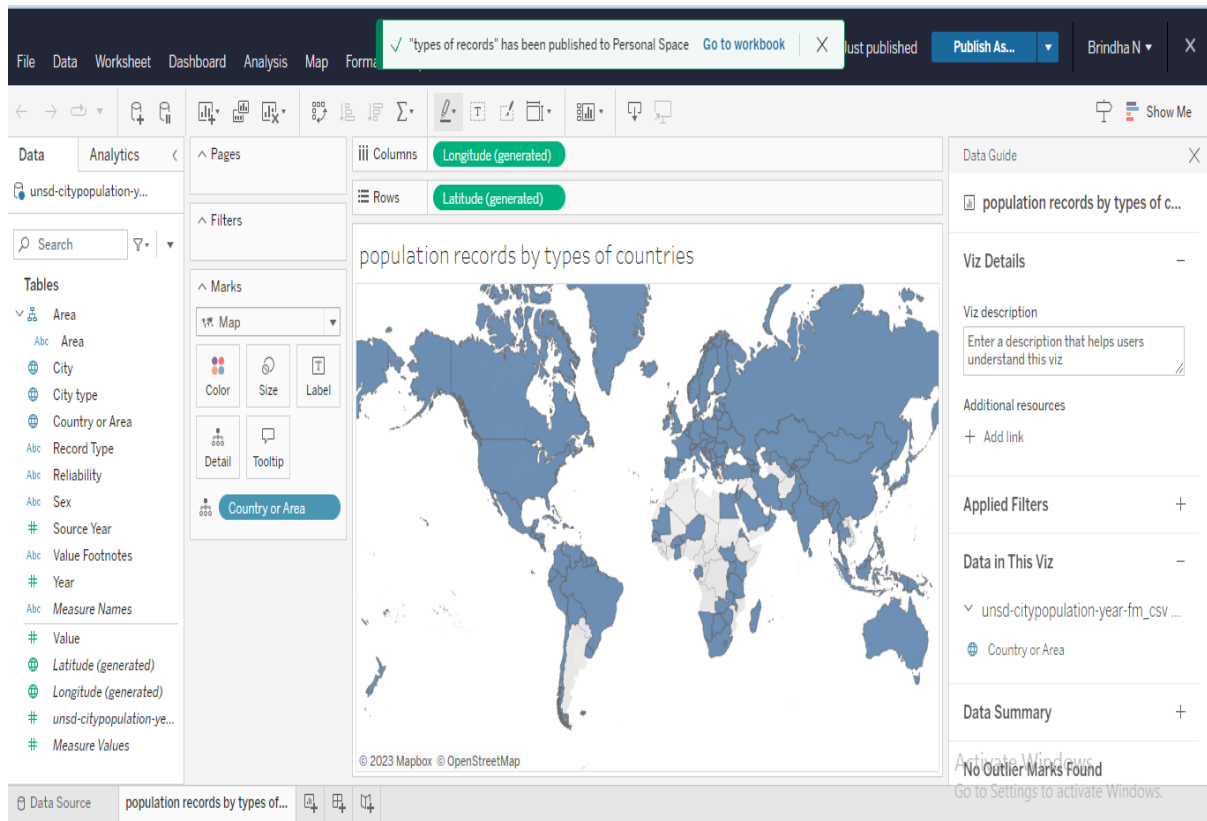 "types of records" has been published to Personal Space Go to workbook
Just published
Publish As...
Brindha N
File Data Worksheet Dashboard Analysis Map
Show Me
Data Analytics
unsd-citypopulation-y...
Search
Tables
Area
Abc Area
City
City type
Country or Area
Abc Record Type
Abc Reliability
Abc Sex
# Source Year
Abc Value Footnotes
# Year
Abc Measure Names
# Value
Latitude (generated)
Longitude (generated)
# unsd-citypopulation-ye...
# Measure Values
Pages
Filters
Marks
Map
Color Size Label
Detail Tooltip
Country or Area
Columns Longitude (generated)
Rows Latitude (generated)
population records by types of countries
© 2023 Mapbox © OpenStreetMap
Data Guide
population records by types of c...
Viz Details
Viz description
Enter a description that helps users
understand this viz
Additional resources
+ Add link
Applied Filters
Data in This Viz
unsd-citypopulation-year-fm_csv ...
Country or Area
Data Summary
No Outlier Marks Found
Activate Windows
Go to Settings to activate Windows.
Data Source
population records by types of...